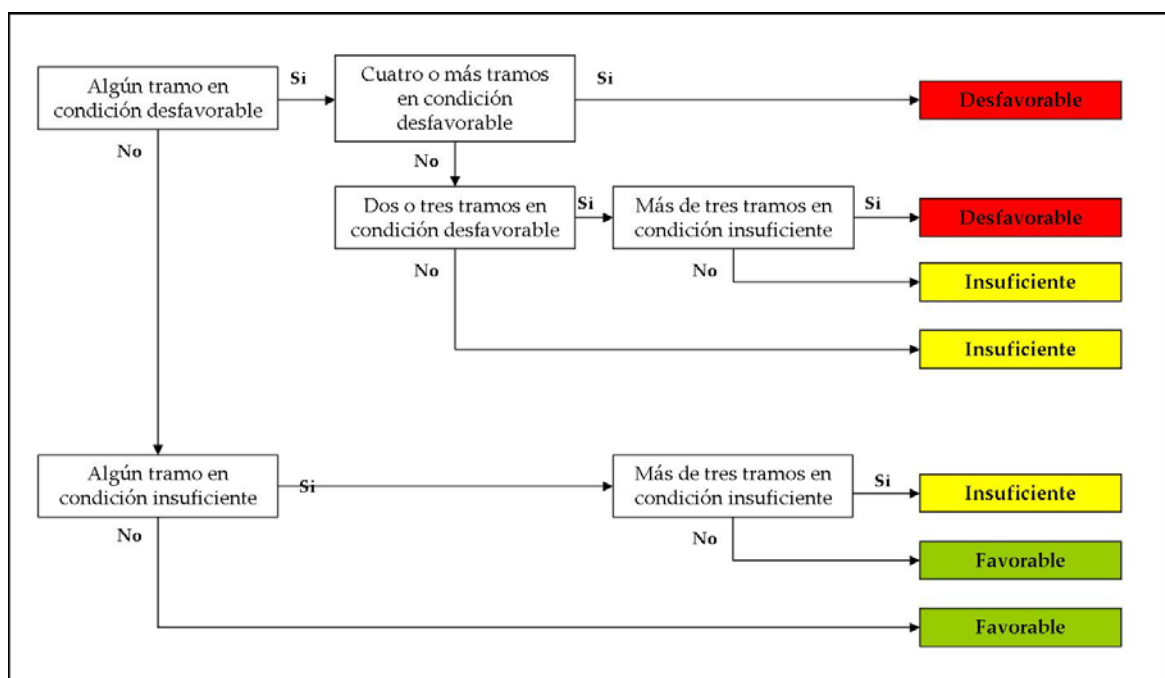 Algún tramo en
condición desfavorable
Si
Cuatro o más tramos
en condición
desfavorable
Si
Desfavorable
No
No
Dos o tres tramos en
condición desfavorable
Si
Más de tres tramos en
condición insuficiente
Si
Desfavorable
No
No
Insuficiente
Insuficiente
Algún tramo en
condición insuficiente
Si
Más de tres tramos en
condición insuficiente
Si
Insuficiente
No
No
Favorable
Favorable